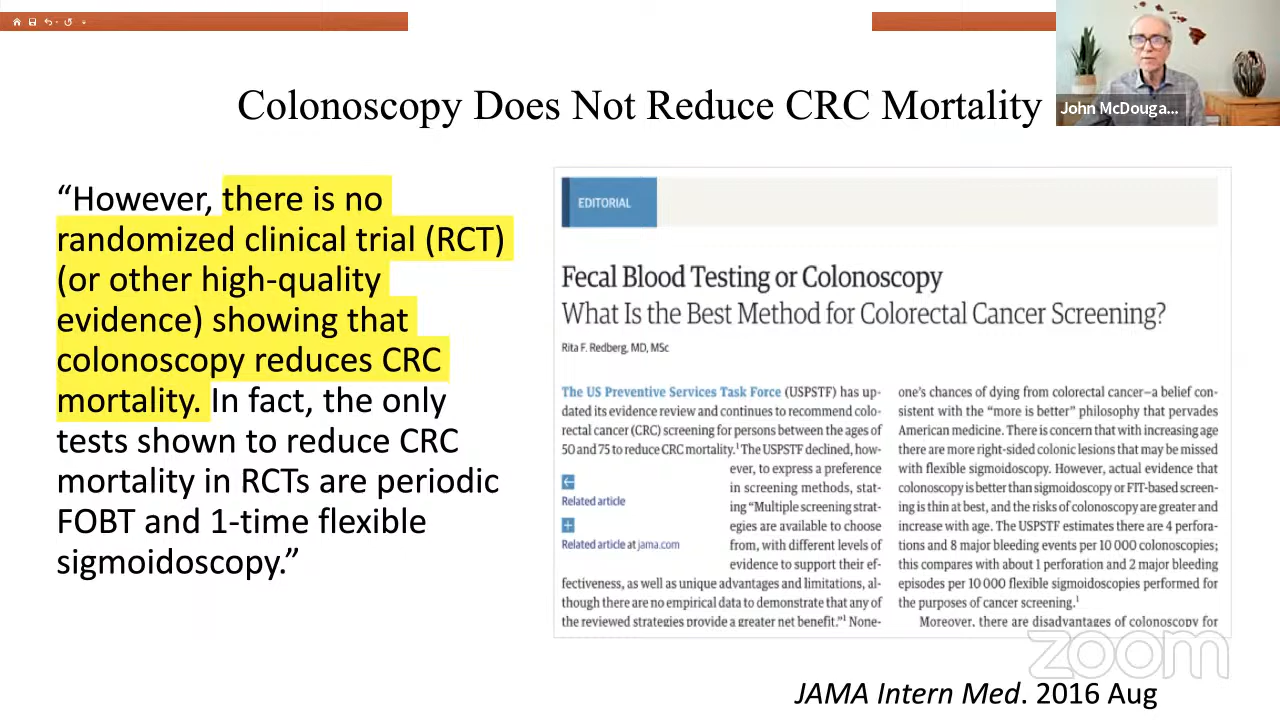 Colonoscopy Does Not Reduce CRC Mortality
John McDouga...
“However, there is no
randomized clinical trial (RCT)
(or other high-quality
evidence) showing that
colonoscopy reduces CRC
mortality. In fact, the only
tests shown to reduce CRC
mortality in RCTs are periodic
FOBT and 1-time flexible
sigmoidoscopy.”
EDITORIAL
Fecal Blood Testing or Colonoscopy
What Is the Best Method for Colorectal Cancer Screening?
Rita F. Redberg, MD, MSc
The US Preventive Services Task Force (USPSTF) has up-
dated its evidence review and continues to recommend colo-
rectal cancer (CRC) screening for persons between the ages of
50 and 75 to reduce CRC mortality.¹ The USPSTF declined, how-
ever, to express a preference
in screening methods, stat-
ing “Multiple screening strat-
egies are available to choose
from, with different levels of
evidence to support their ef-
fectiveness, as well as unique advantages and limitations, al-
though there are no empirical data to demonstrate that any of
the reviewed strategies provide a greater net benefit.”¹ None-
Related article
Related article at jama.com
one's chances of dying from colorectal cancer—a belief con-
sistent with the “more is better” philosophy that pervades
American medicine. There is concern that with increasing age
there are more right-sided colonic lesions that may be missed
with flexible sigmoidoscopy. However, actual evidence that
colonoscopy is better than sigmoidoscopy or FIT-based screen-
ing is thin at best, and the risks of colonoscopy are greater and
increase with age. The USPSTF estimates there are 4 perfora-
tions and 8 major bleeding events per 10 000 colonoscopies;
this compares with about 1 perforation and 2 major bleeding
episodes per 10 000 flexible sigmoidoscopies performed for
the purposes of cancer screening.¹
Moreover, there are disadvantages of colonoscopy for
zoom
JAMA Intern Med. 2016 Aug